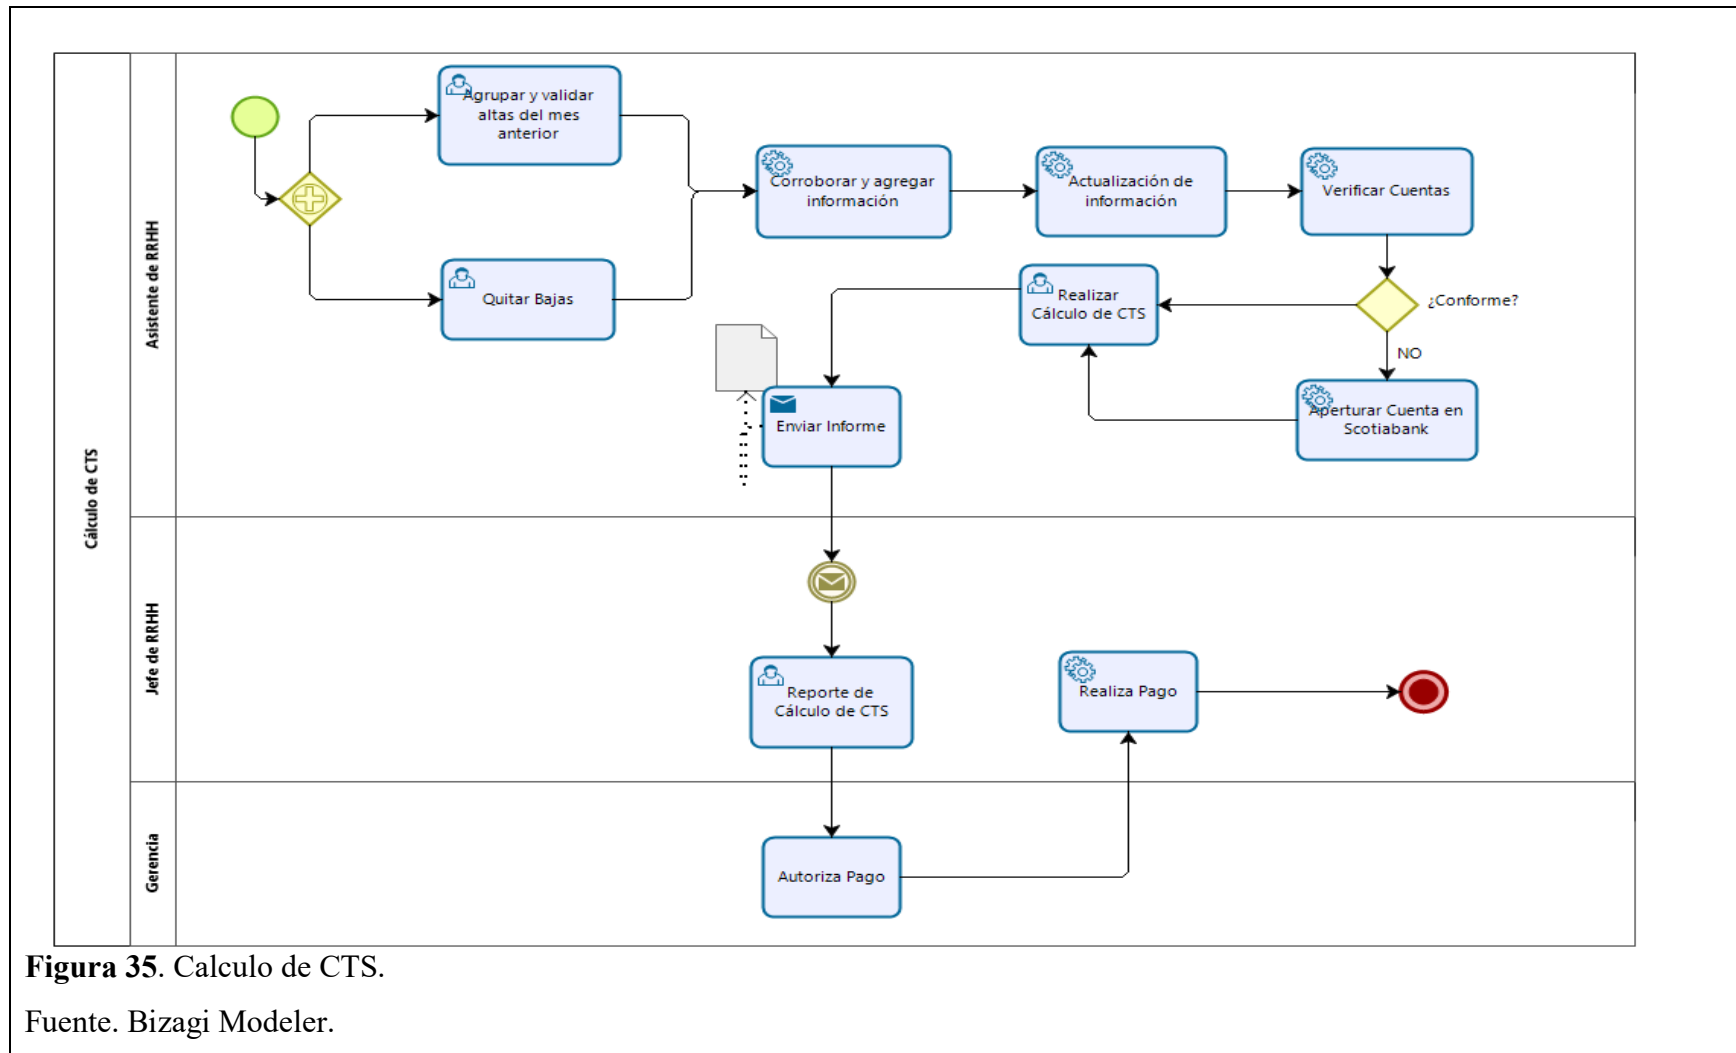 Cálculo de CTS
Asistente de RRHH
Agrupar y validar
altas del mes
anterior
Quitar Bajas
Corroborar y agregar
información
Actualización de
información
Verificar Cuentas
¿Conforme?
NO
Realizar
Cálculo de CTS
Aperturar Cuenta en
Scotiabank
Enviar Informe
Jefe de RRHH
Reporte de
Cálculo de CTS
Realiza Pago
Gerencia
Autoriza Pago
Figura 35. Calculo de CTS.
Fuente. Bizagi Modeler.